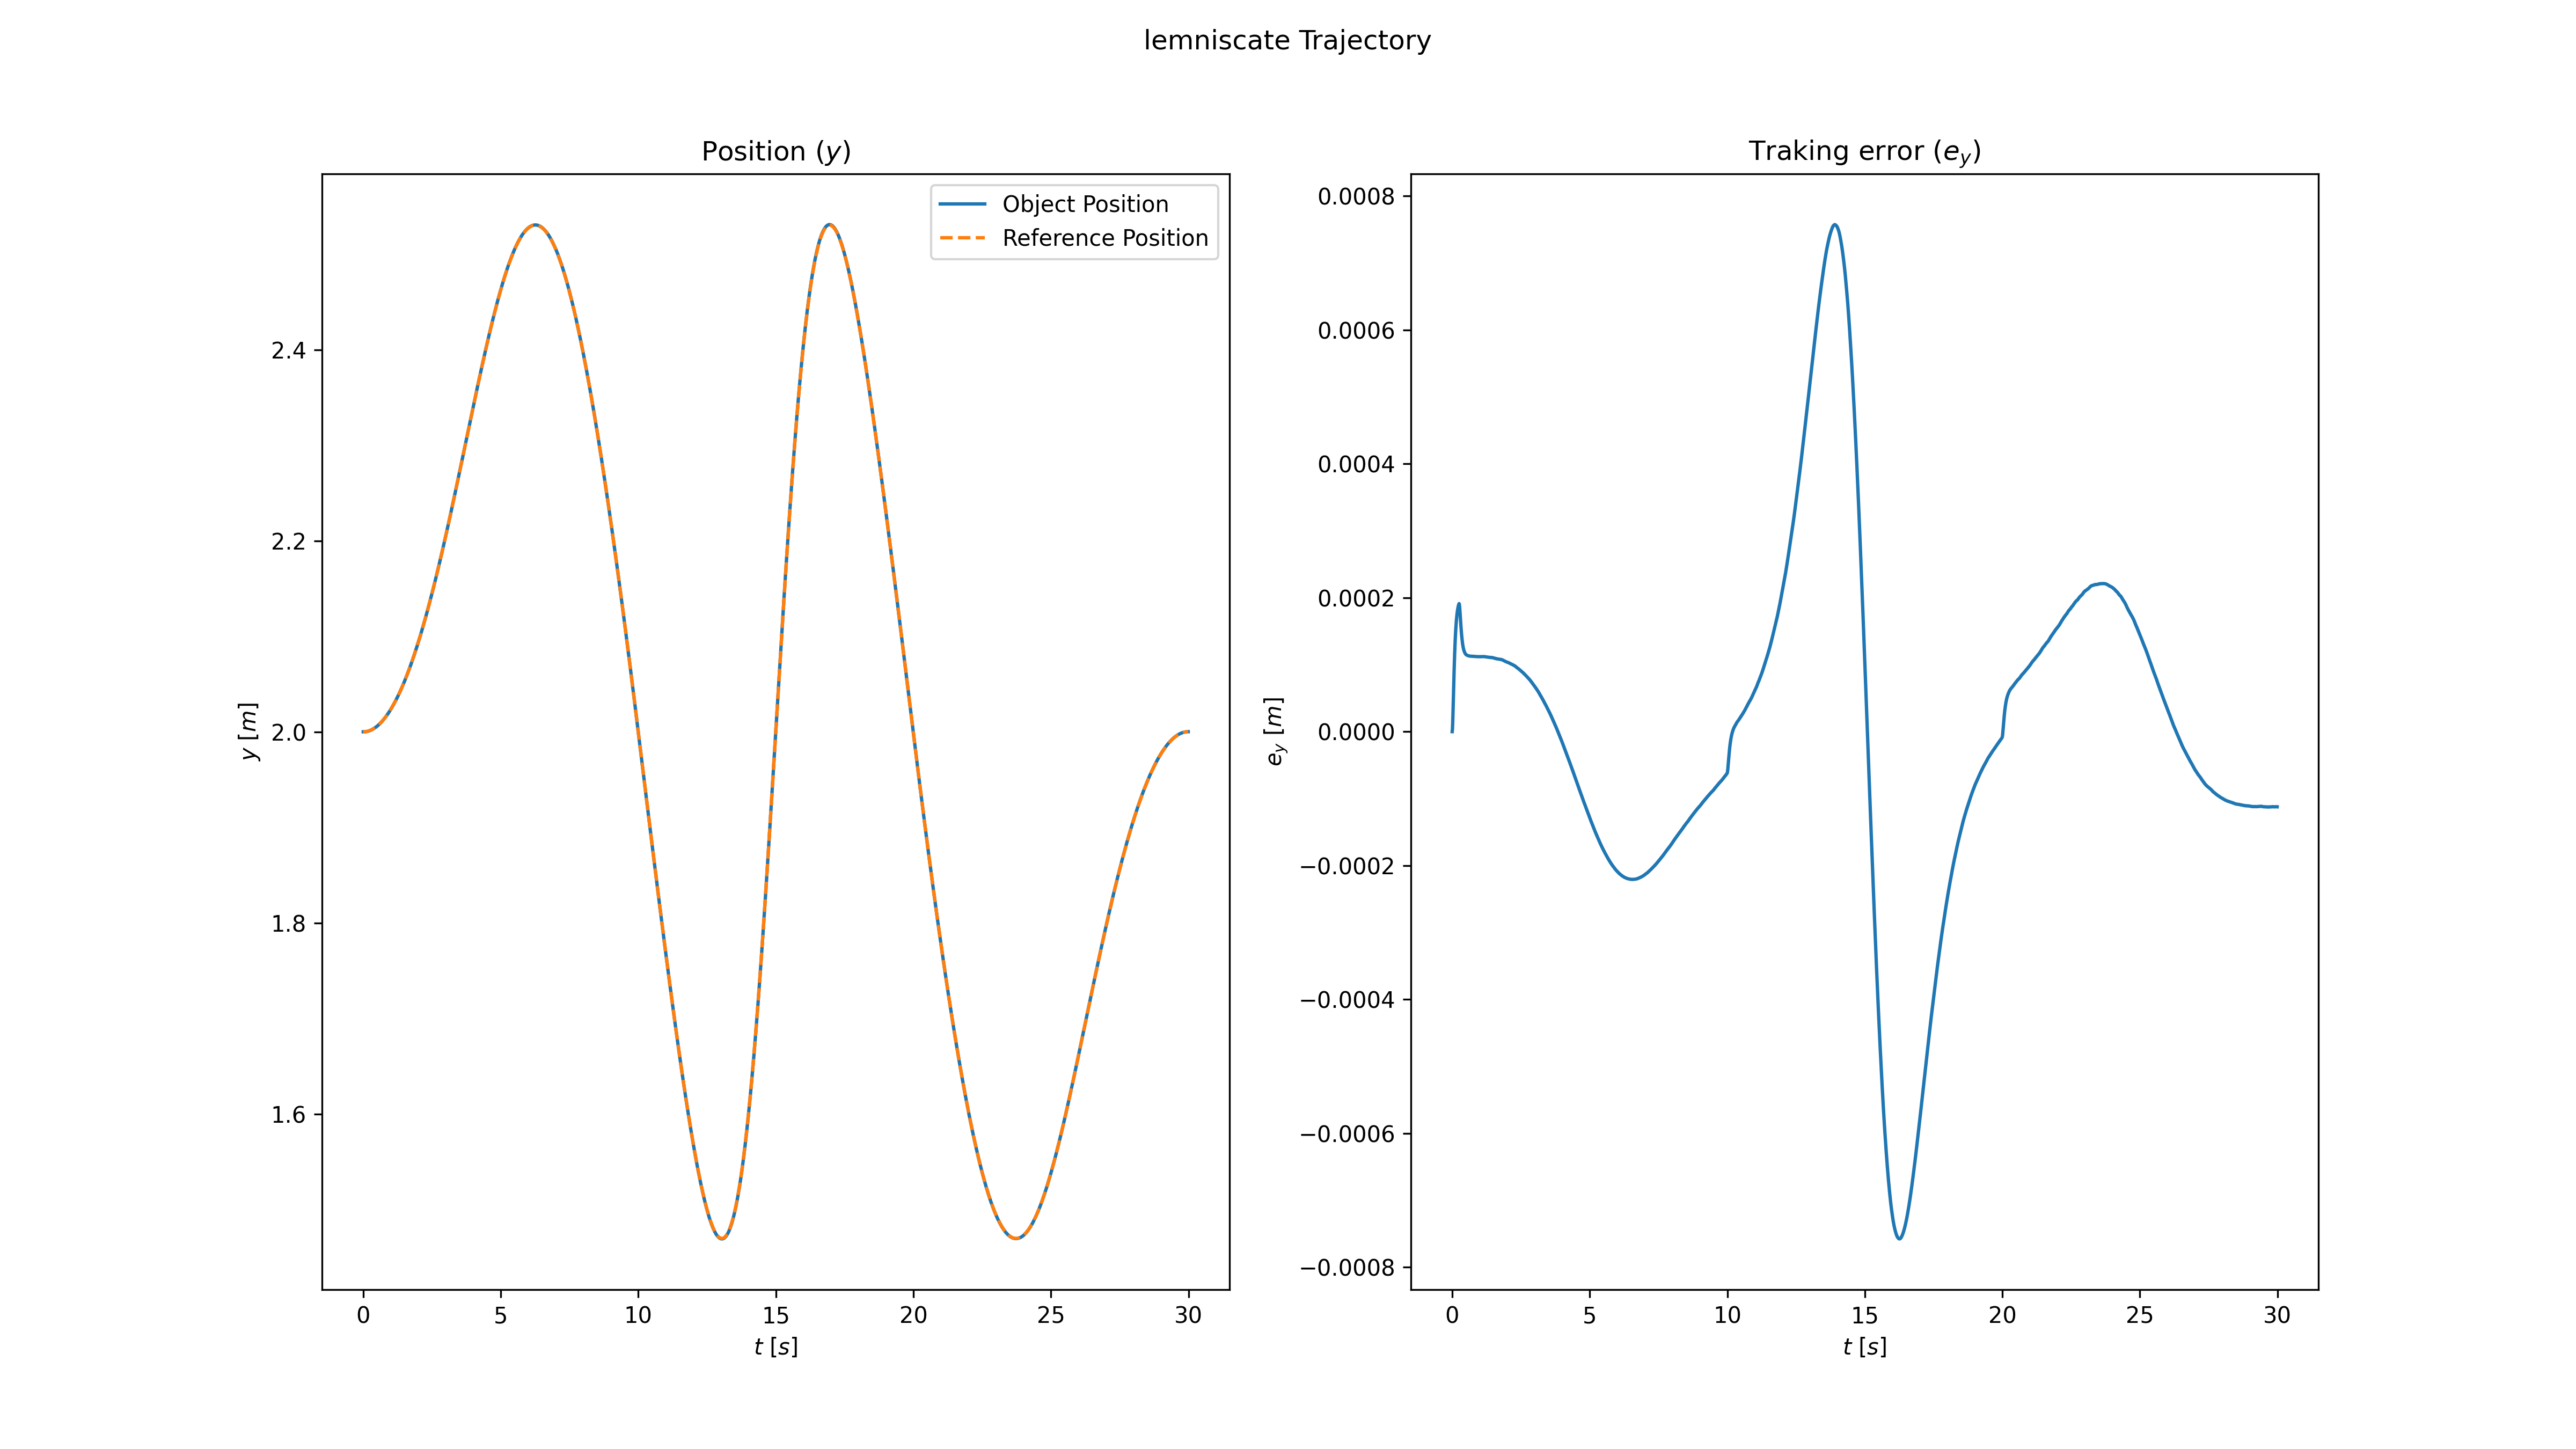 lemniscate Trajectory
Position (y)
Object Position
Reference Position
2.4
2.2
2.0
1.8
1.6
y [m]
0 5 10 15 20 25 30
t [s]
Traking error (e_y)
0.0008
0.0006
0.0004
0.0002
0.0000
−0.0002
−0.0004
−0.0006
−0.0008
e_y [m]
0 5 10 15 20 25 30
t [s]